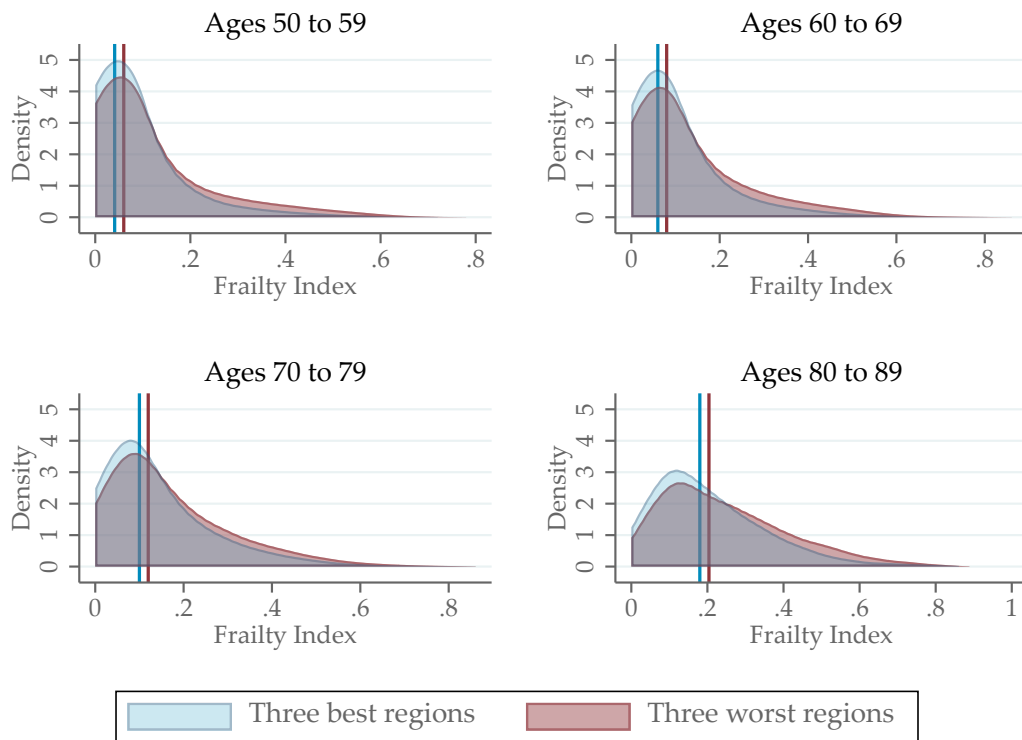 Ages 50 to 59
Density
0 1 2 3 4 5
0 .2 .4 .6 .8
Frailty Index
Ages 60 to 69
Density
0 1 2 3 4 5
0 .2 .4 .6 .8
Frailty Index
Ages 70 to 79
Density
0 1 2 3 4 5
0 .2 .4 .6 .8
Frailty Index
Ages 80 to 89
Density
0 1 2 3 4 5
0 .2 .4 .6 .8 1
Frailty Index
Three best regions
Three worst regions